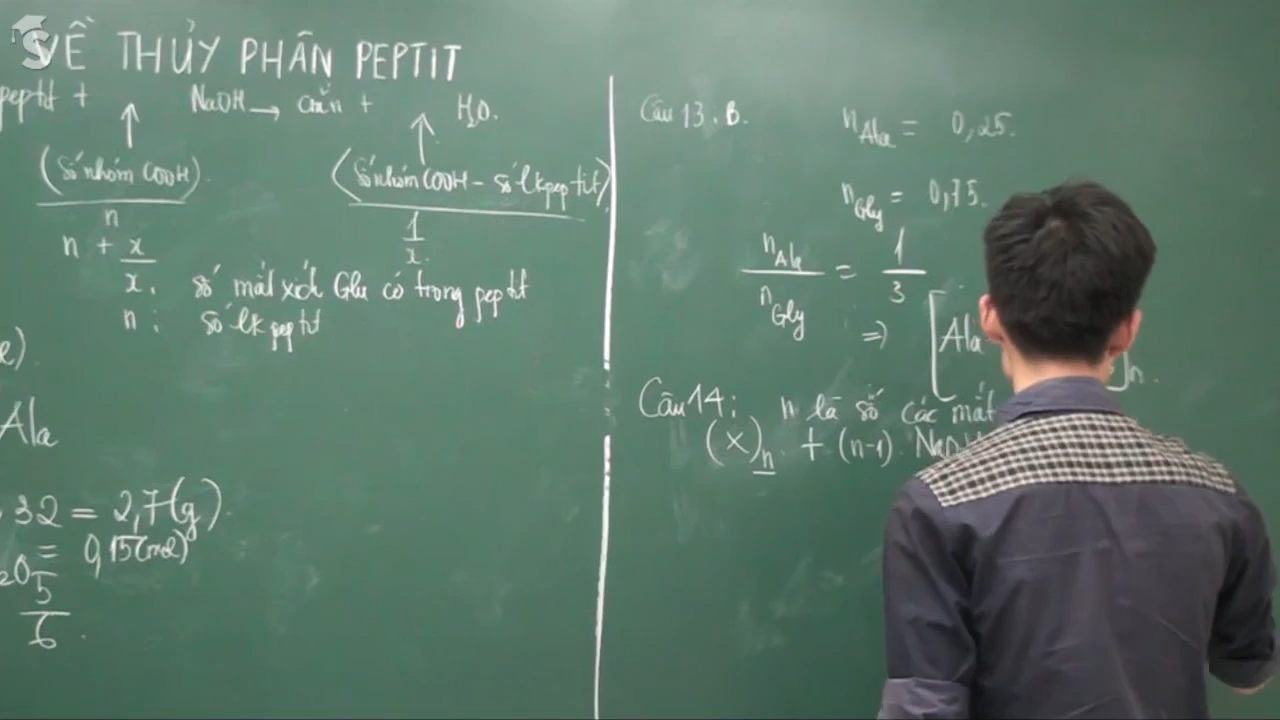 VỀ THỦY PHÂN PEPTIT
peptit + NaOH → cắn + H₂O.
(Số nhóm COOH) (Số nhóm COOH - số lk peptit)
n 1
n + x x.
x: số mắt xích Glu có trong peptit
n: số lk peptit
e)
Ala
32 = 2,7 (g)
= 0,15 (mol)
5
6
Câu 13: B. nAla = 0,25.
nGly = 0,75.
nAla = 1
nGly 3
⇒ [Ala ]n.
Câu 14: n là số các mắt
(X)n + (n-1)